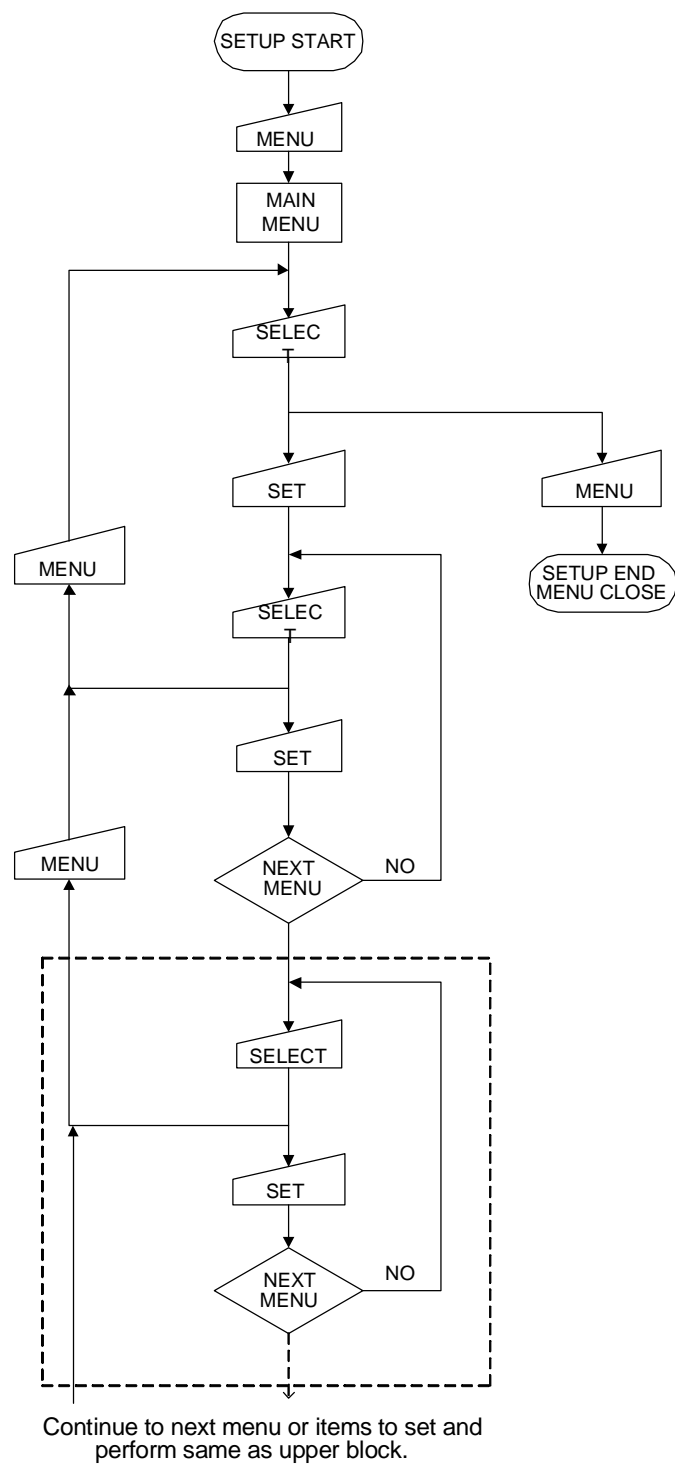 SETUP START
MENU
MAIN
MENU
SELEC
T
SET
MENU
MENU
SETUP END
MENU CLOSE
SELEC
T
SET
MENU
NEXT
MENU
NO
SELECT
SET
NEXT
MENU
NO
Continue to next menu or items to set and
perform same as upper block.